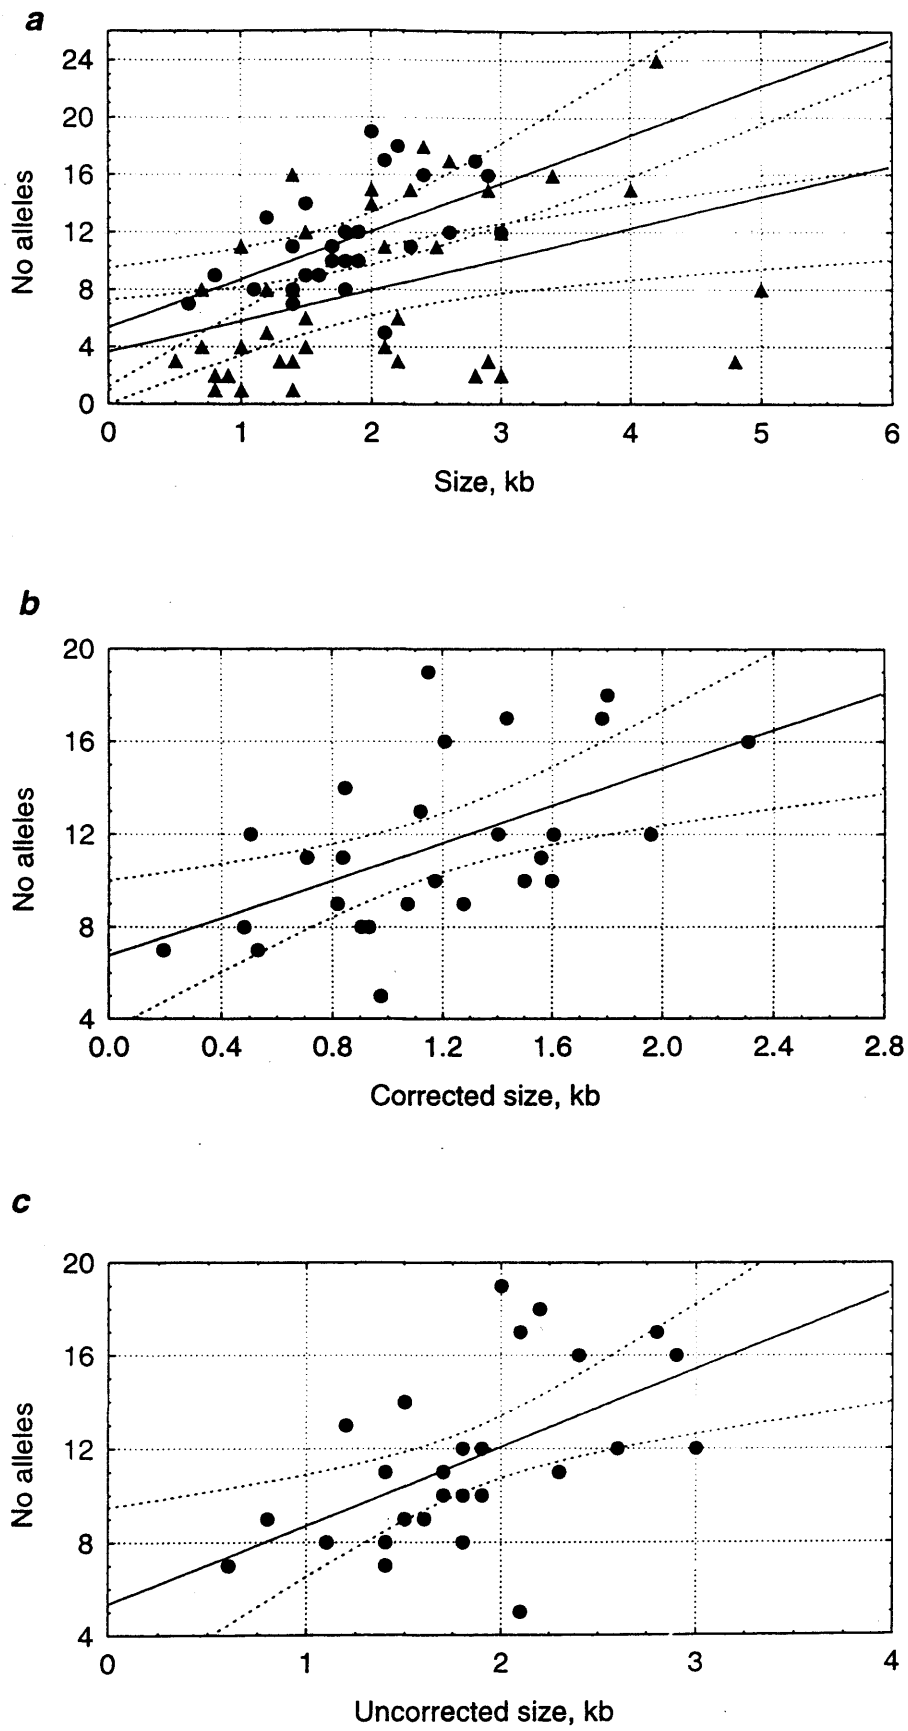 a
24
20
16
12
8
4
0
No alleles
0 1 2 3 4 5 6
Size, kb
b
20
16
12
8
4
No alleles
0.0 0.4 0.8 1.2 1.6 2.0 2.4 2.8
Corrected size, kb
c
20
16
12
8
4
No alleles
0 1 2 3 4
Uncorrected size, kb